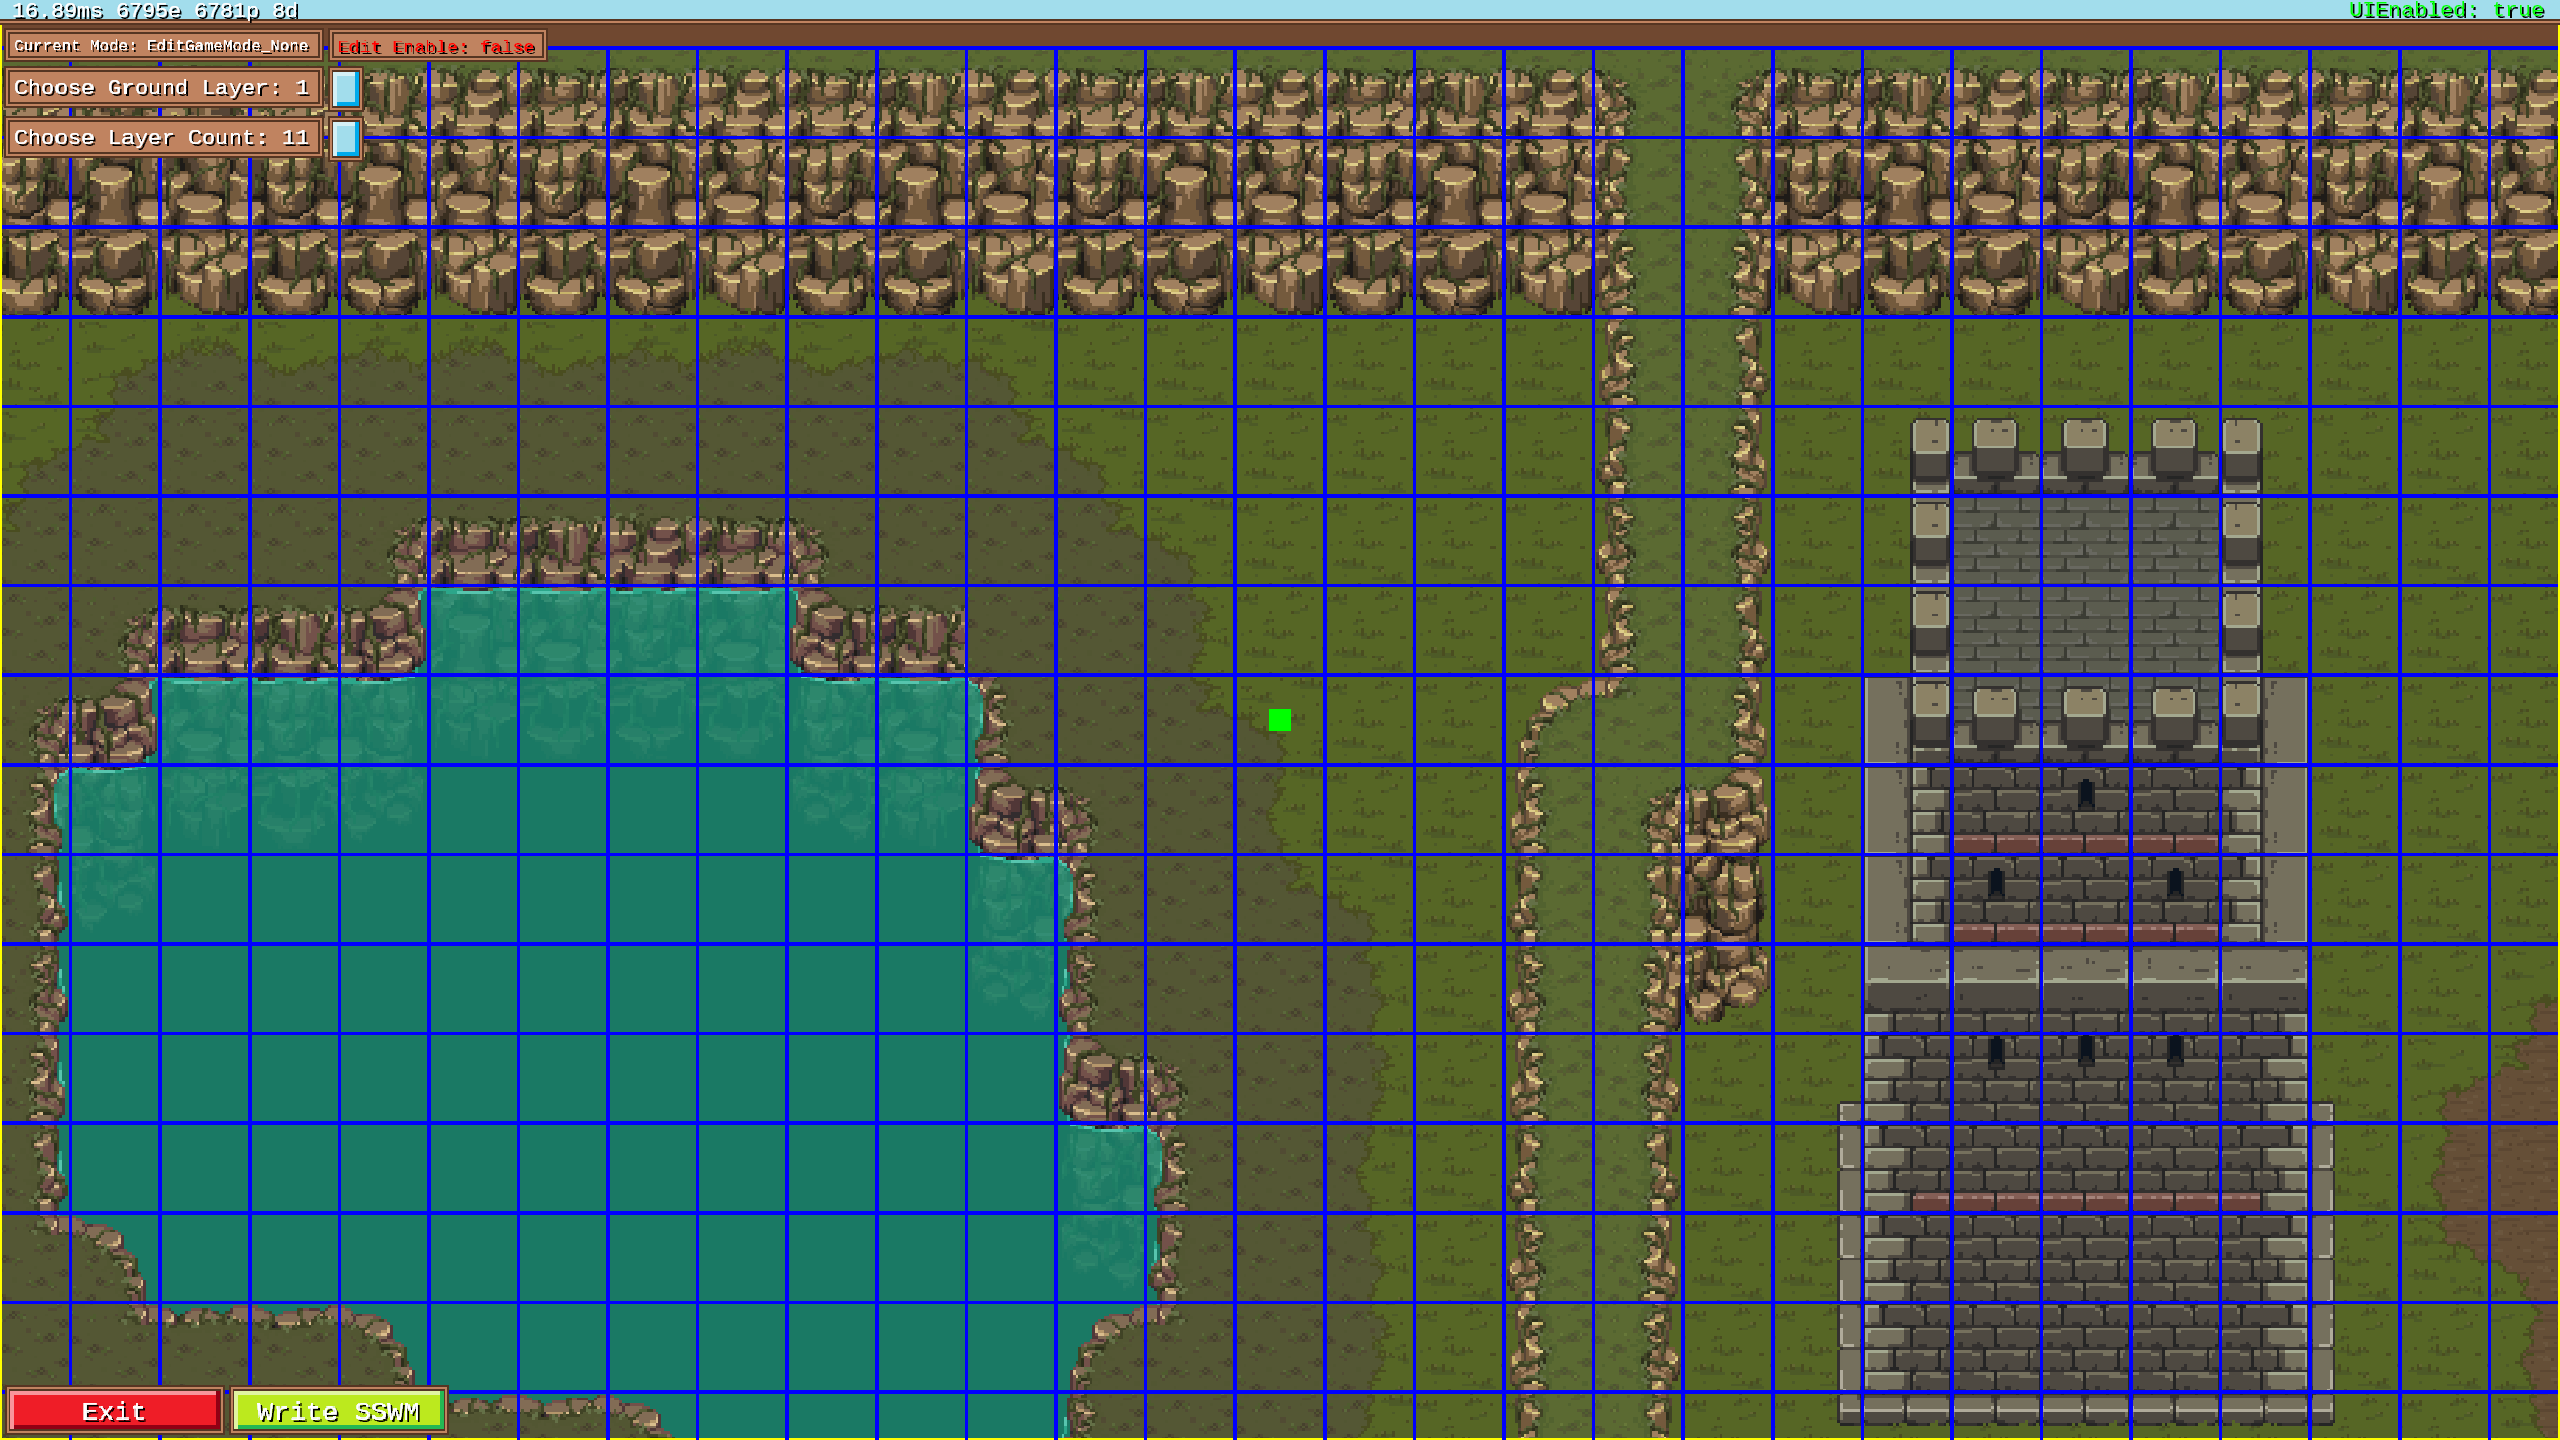 16.89ms 6795e 6781p 8d
UIEnabled: true
Current Mode: EditGameMode_None
Edit Enable: false
Choose Ground Layer: 1
Choose Layer Count: 11
Exit
Write SSWM